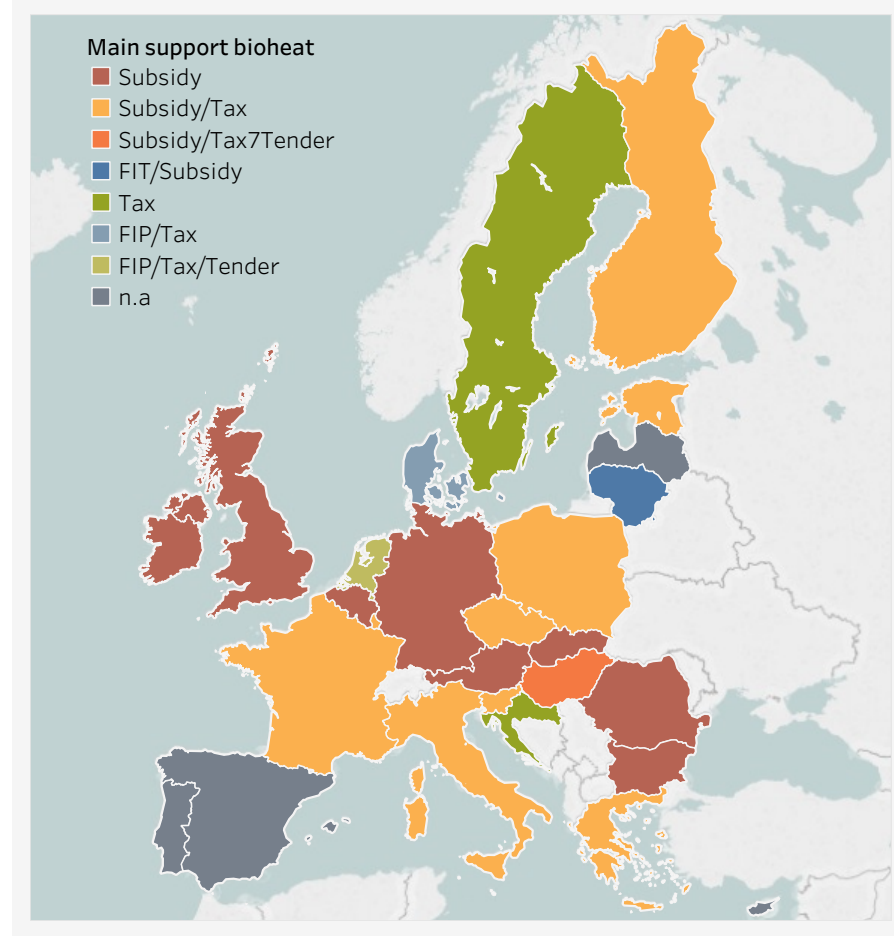 Main support bioheat
Subsidy
Subsidy/Tax
Subsidy/Tax7Tender
FIT/Subsidy
Tax
FIP/Tax
FIP/Tax/Tender
n.a